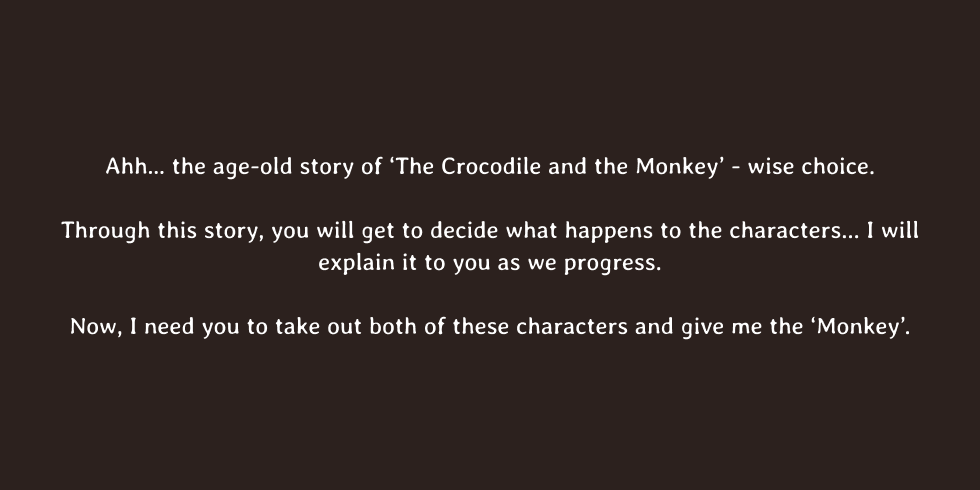 Ahh... the age-old story of ‘The Crocodile and the Monkey’ - wise choice.
Through this story, you will get to decide what happens to the characters... I will
explain it to you as we progress.
Now, I need you to take out both of these characters and give me the ‘Monkey’.